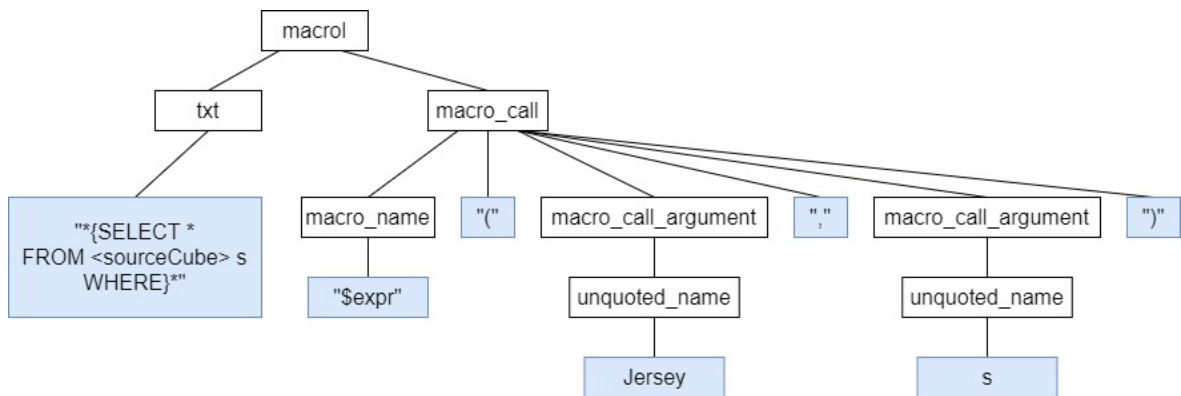 macrol
txt
macro_call
"*{SELECT *
FROM <sourceCube> s
WHERE}*"
macro_name
"("
macro_call_argument
","
macro_call_argument
")"
"$expr"
unquoted_name
unquoted_name
Jersey
s